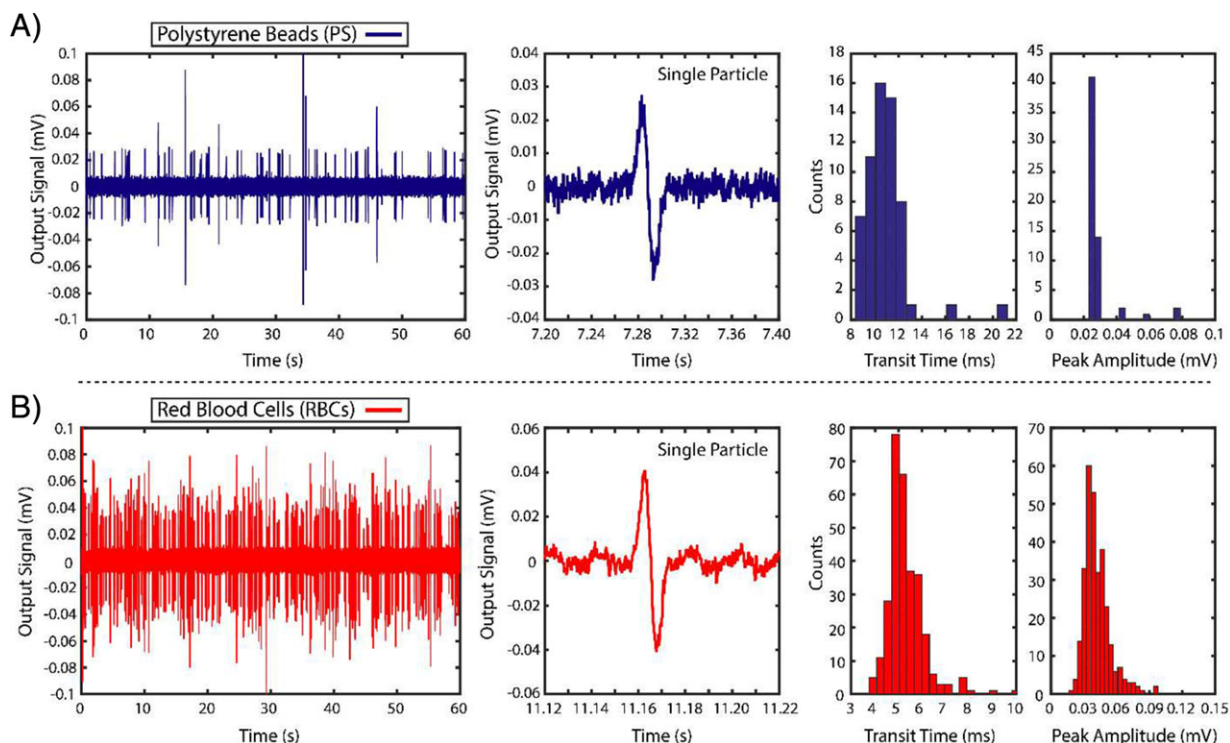 A)
Polystyrene Beads (PS)
0.1
0.08
0.06
0.04
0.02
0
-0.02
-0.04
-0.06
-0.08
-0.1
Output Signal (mV)
0 10 20 30 40 50 60
Time (s)
Single Particle
0.04
0.03
0.02
0.01
0
-0.01
-0.02
-0.03
-0.04
Output Signal (mV)
7.20 7.24 7.28 7.32 7.36 7.40
Time (s)
18
16
14
12
10
8
6
4
2
0
Counts
8 10 12 14 16 18 20 22
Transit Time (ms)
45
40
35
30
25
20
15
10
5
0
0 0.02 0.04 0.06 0.08 0.1
Peak Amplitude (mV)
B)
Red Blood Cells (RBCs)
0.1
0.08
0.06
0.04
0.02
0
-0.02
-0.04
-0.06
-0.08
-0.1
Output Signal (mV)
0 10 20 30 40 50 60
Time (s)
Single Particle
0.06
0.04
0.02
0
-0.02
-0.04
-0.06
Output Signal (mV)
11.12 11.14 11.16 11.18 11.20 11.22
Time (s)
80
70
60
50
40
30
20
10
0
Counts
3 4 5 6 7 8 9 10
Transit Time (ms)
70
60
50
40
30
20
10
0
0 0.03 0.06 0.09 0.12 0.15
Peak Amplitude (mV)